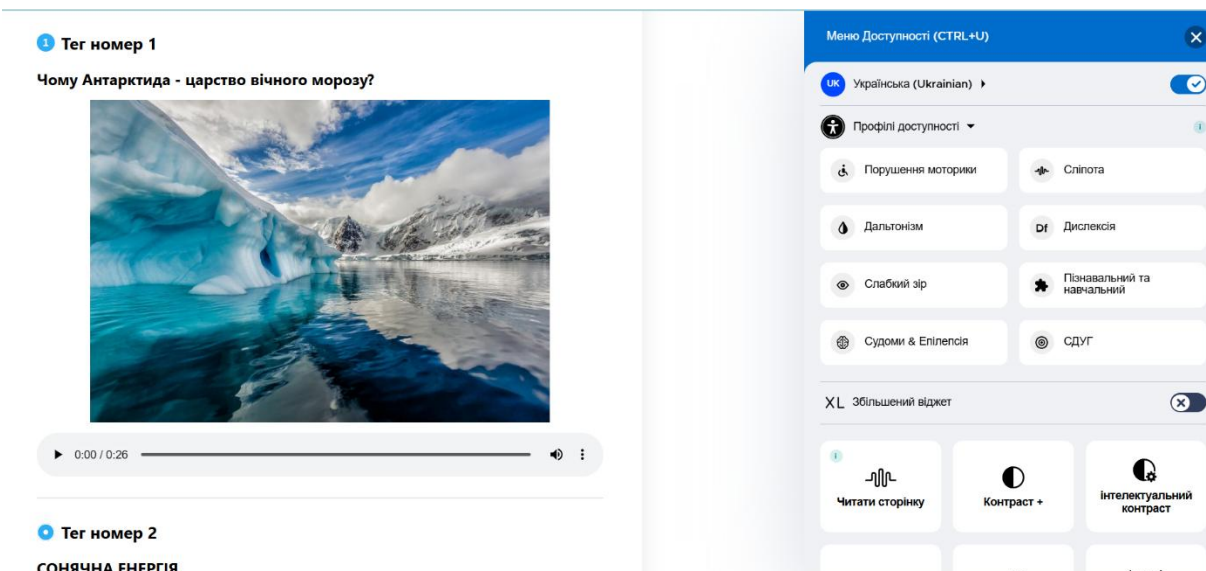 1 Тег номер 1
Чому Антарктида - царство вічного морозу?
0:00 / 0:26
Тег номер 2
СОНЯЧНА ЕНЕРГІЯ
Меню Доступності (CTRL+U)
UK Українська (Ukrainian)
Профілі доступності
Порушення моторики
Сліпота
Дальтонізм
Df Дислексія
Слабкий зір
Пізнавальний та
навчальний
Судоми & Епілепсія
СДУГ
XL Збільшений віджет
Читати сторінку
Контраст +
інтелектуальний
контраст